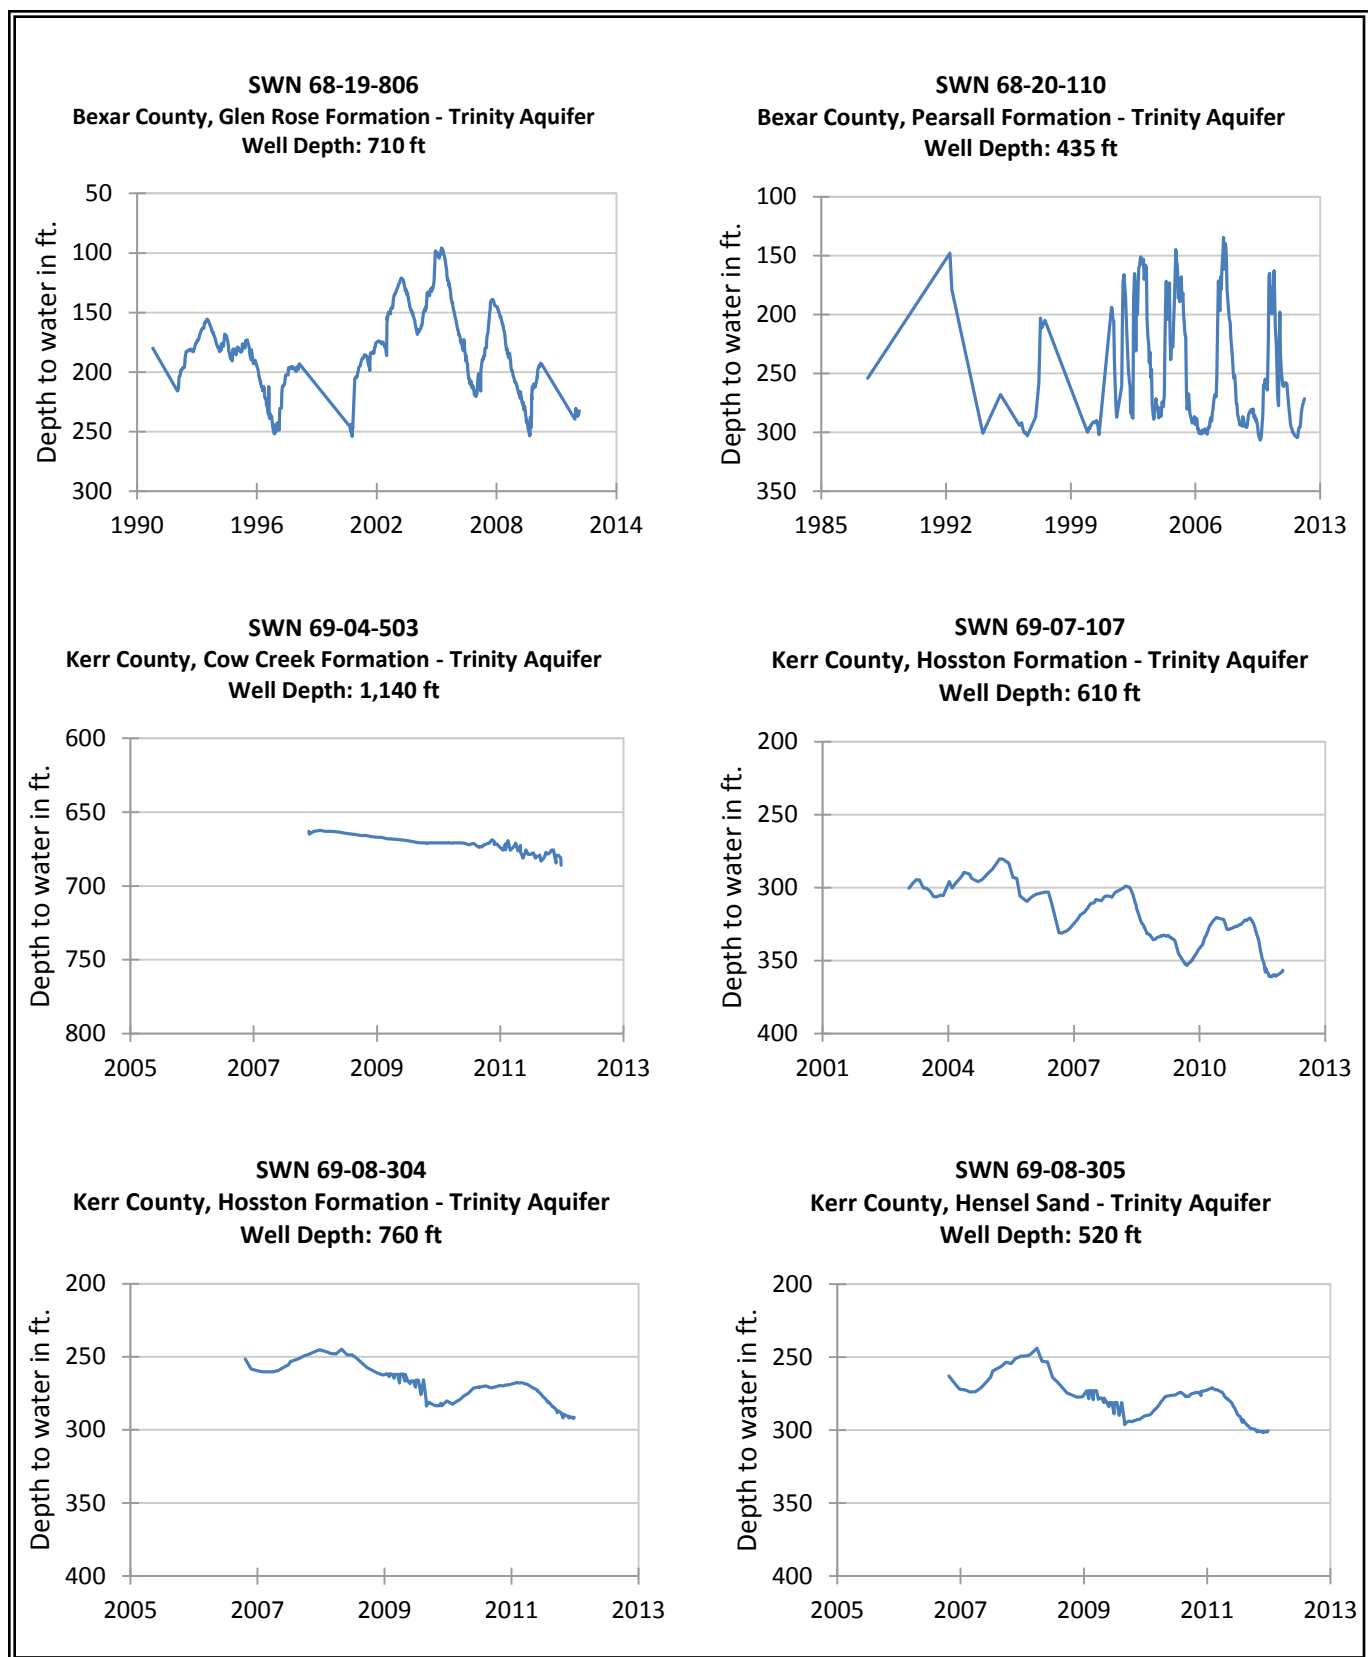 SWN 68-19-806
Bexar County, Glen Rose Formation - Trinity Aquifer
Well Depth: 710 ft
Depth to water in ft.
50
100
150
200
250
300
1990 1996 2002 2008 2014
SWN 68-20-110
Bexar County, Pearsall Formation - Trinity Aquifer
Well Depth: 435 ft
Depth to water in ft.
100
150
200
250
300
350
1985 1992 1999 2006 2013
SWN 69-04-503
Kerr County, Cow Creek Formation - Trinity Aquifer
Well Depth: 1,140 ft
Depth to water in ft.
600
650
700
750
800
2005 2007 2009 2011 2013
SWN 69-07-107
Kerr County, Hosston Formation - Trinity Aquifer
Well Depth: 610 ft
Depth to water in ft.
200
250
300
350
400
2001 2004 2007 2010 2013
SWN 69-08-304
Kerr County, Hosston Formation - Trinity Aquifer
Well Depth: 760 ft
Depth to water in ft.
200
250
300
350
400
2005 2007 2009 2011 2013
SWN 69-08-305
Kerr County, Hensel Sand - Trinity Aquifer
Well Depth: 520 ft
Depth to water in ft.
200
250
300
350
400
2005 2007 2009 2011 2013